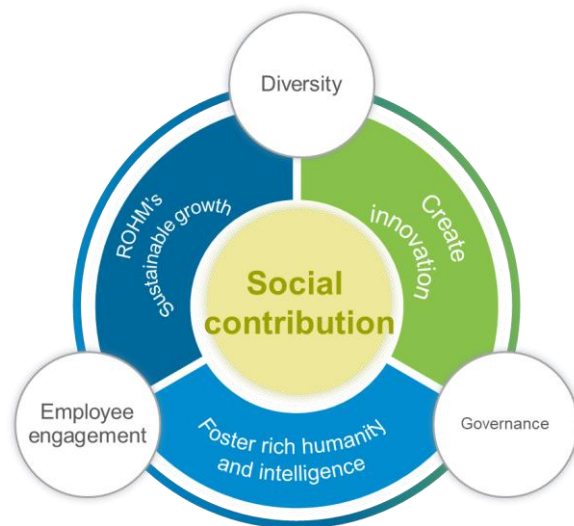 Diversity
ROHM's
Sustainable growth
Create
innovation
Social
contribution
Employee
engagement
Foster rich humanity
and intelligence
Governance